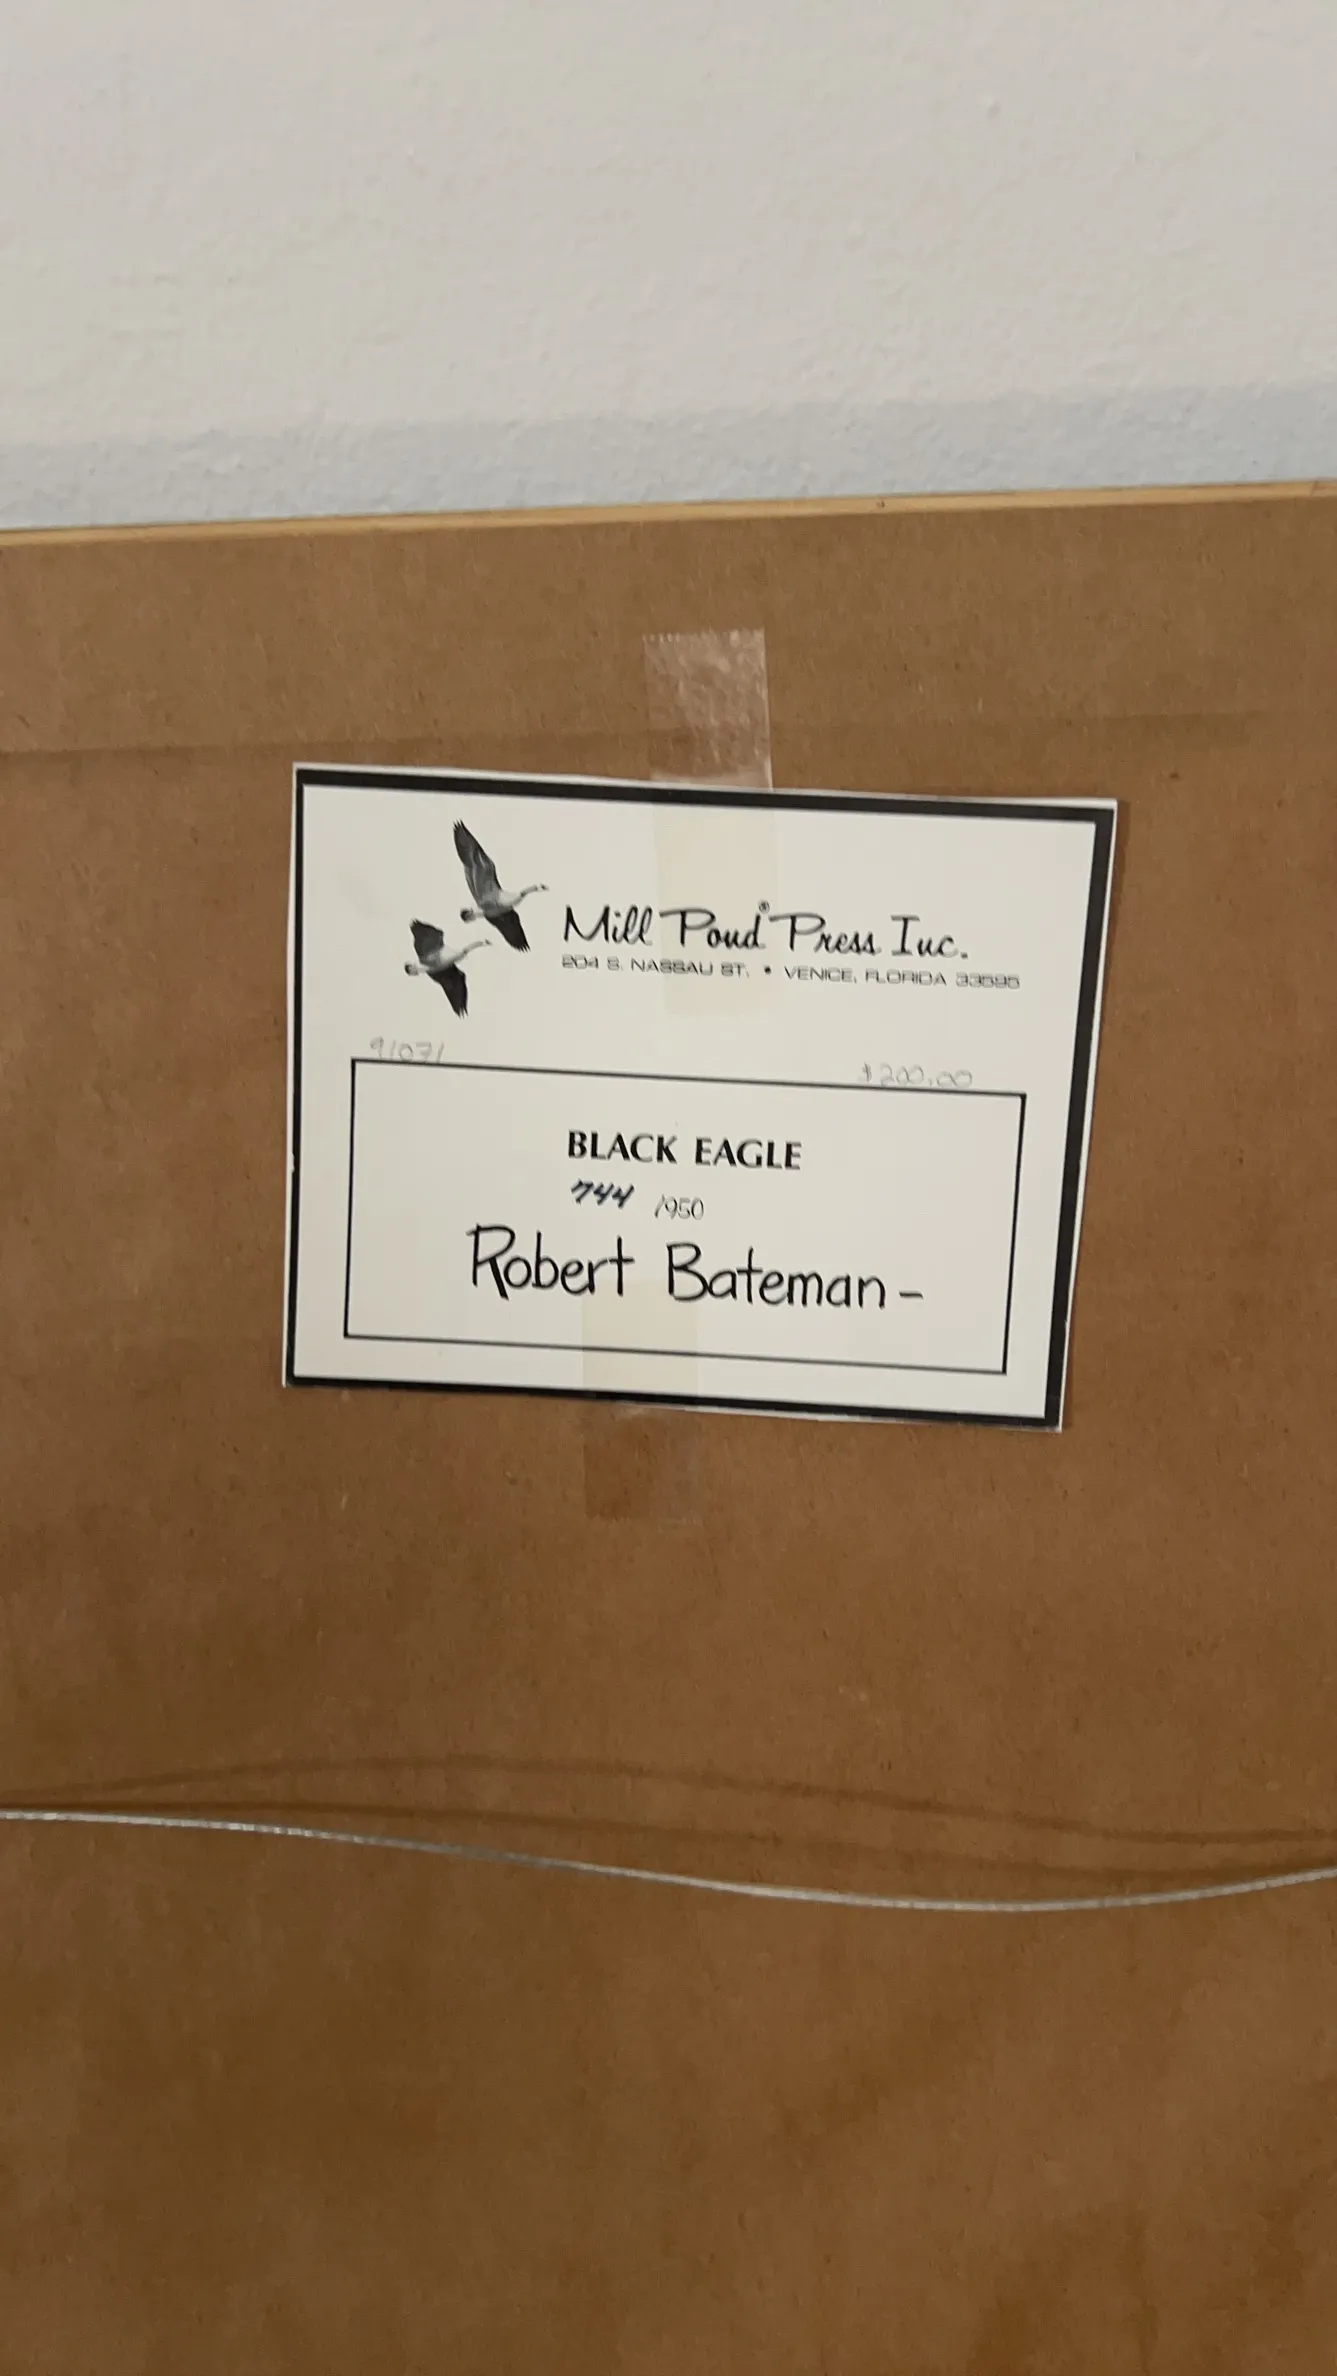 Mill Pond® Press Inc.
204 S. NASSAU ST. • VENICE, FLORIDA 33595
91071
$200.00
BLACK EAGLE
744 /950
Robert Bateman-